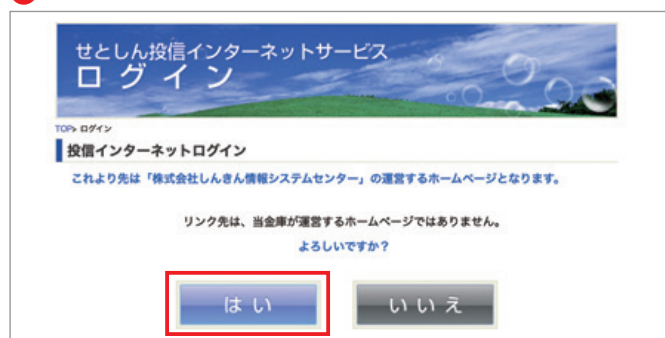 せとしん投信インターネットサービス
ログイン
TOP> ログイン
投信インターネットログイン
これより先は「株式会社しんきん情報システムセンター」の運営するホームページとなります。
リンク先は、当金庫が運営するホームページではありません。
よろしいですか？
はい
いいえ